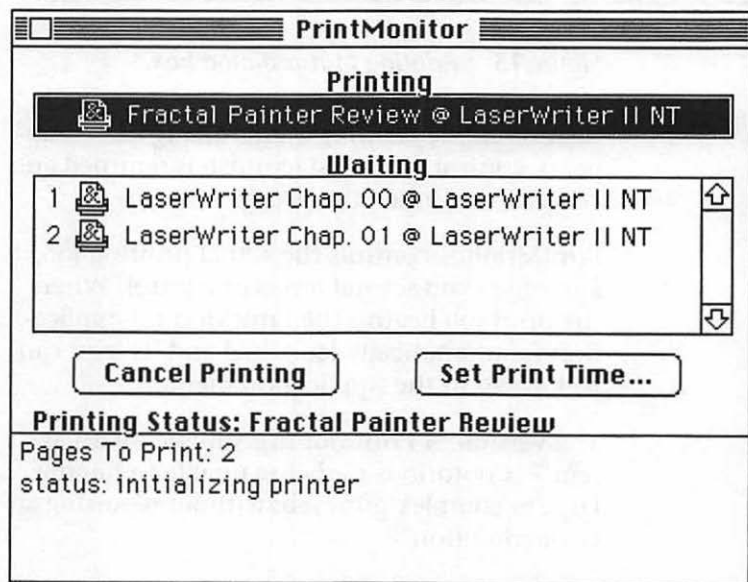 PrintMonitor
Printing
Fractal Painter Review @ LaserWriter II NT
Waiting
1 LaserWriter Chap. 00 @ LaserWriter II NT
2 LaserWriter Chap. 01 @ LaserWriter II NT
Cancel Printing Set Print Time...
Printing Status: Fractal Painter Review
Pages To Print: 2
status: initializing printer